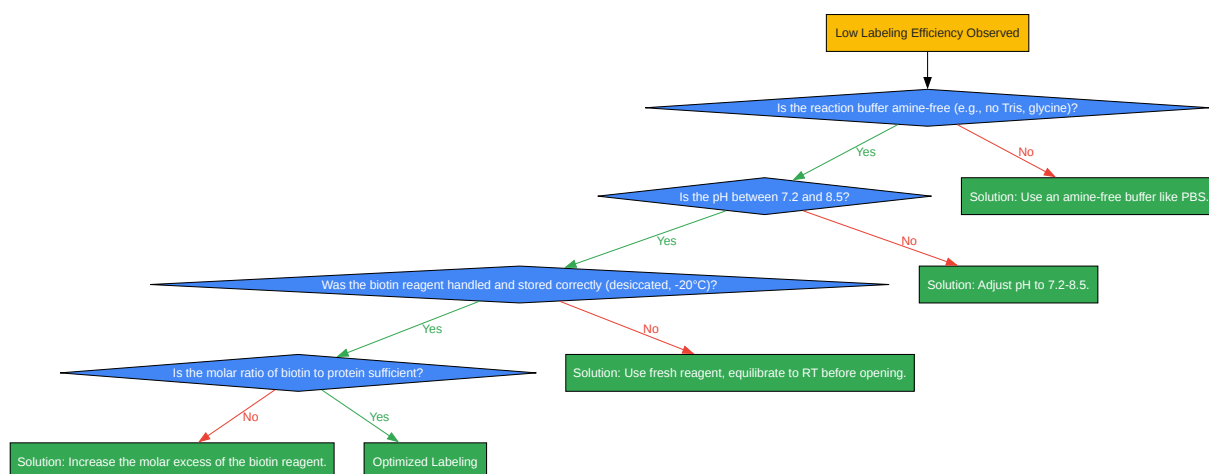 Low Labeling Efficiency Observed
Is the reaction buffer amine-free (e.g., no Tris, glycine)?
Yes
No
Is the pH between 7.2 and 8.5?
Solution: Use an amine-free buffer like PBS.
Yes
No
Was the biotin reagent handled and stored correctly (desiccated, -20°C)?
Solution: Adjust pH to 7.2-8.5.
Yes
No
Is the molar ratio of biotin to protein sufficient?
Solution: Use fresh reagent, equilibrate to RT before opening.
No
Yes
Solution: Increase the molar excess of the biotin reagent.
Optimized Labeling